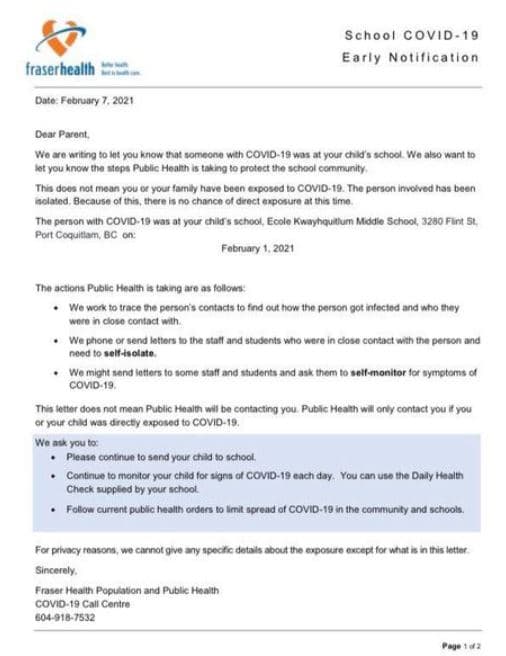 School COVID-19
Early Notification
fraserhealth
Better health.
Best in health care.
Date: February 7, 2021
Dear Parent,
We are writing to let you know that someone with COVID-19 was at your child's school. We also want to
let you know the steps Public Health is taking to protect the school community.
This does not mean you or your family have been exposed to COVID-19. The person involved has been
isolated. Because of this, there is no chance of direct exposure at this time.
The person with COVID-19 was at your child's school, Ecole Kwayhquitlum Middle School, 3280 Flint St,
Port Coquitlam, BC on:
February 1, 2021
The actions Public Health is taking are as follows:
• We work to trace the person's contacts to find out how the person got infected and who they
were in close contact with.
• We phone or send letters to the staff and students who were in close contact with the person and
need to self-isolate.
• We might send letters to some staff and students and ask them to self-monitor for symptoms of
COVID-19.
This letter does not mean Public Health will be contacting you. Public Health will only contact you if you
or your child was directly exposed to COVID-19.
We ask you to:
• Please continue to send your child to school.
• Continue to monitor your child for signs of COVID-19 each day. You can use the Daily Health
Check supplied by your school.
• Follow current public health orders to limit spread of COVID-19 in the community and schools.
For privacy reasons, we cannot give any specific details about the exposure except for what is in this letter.
Sincerely,
Fraser Health Population and Public Health
COVID-19 Call Centre
604-918-7532
Page 1 of 2